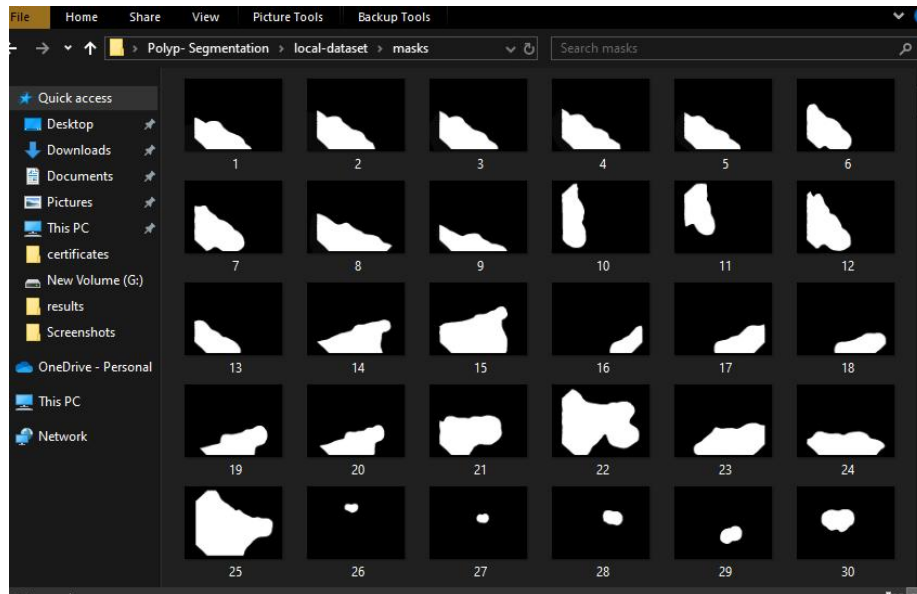 File Home Share View Picture Tools Backup Tools
Polyp- Segmentation › local-dataset › masks Search masks
Quick access
Desktop
Downloads
Documents
Pictures
This PC
certificates
New Volume (G:)
results
Screenshots
OneDrive - Personal
This PC
Network
1 2 3 4 5 6
7 8 9 10 11 12
13 14 15 16 17 18
19 20 21 22 23 24
25 26 27 28 29 30